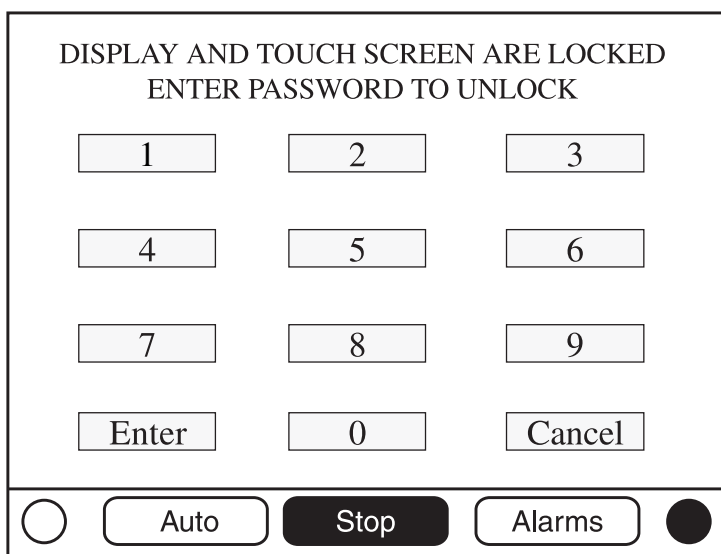 DISPLAY AND TOUCH SCREEN ARE LOCKED
ENTER PASSWORD TO UNLOCK
1 2 3
4 5 6
7 8 9
Enter 0 Cancel
Auto Stop Alarms